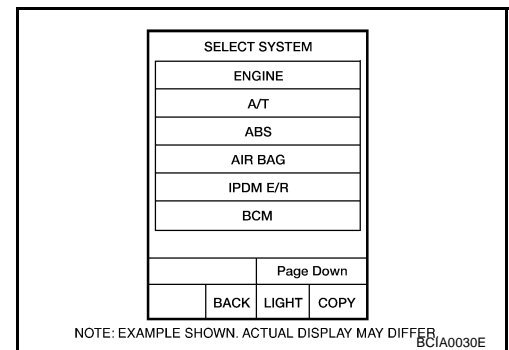 SELECT SYSTEM
ENGINE
A/T
ABS
AIR BAG
IPDM E/R
BCM
Page Down
BACK LIGHT COPY
NOTE: EXAMPLE SHOWN. ACTUAL DISPLAY MAY DIFFER.
BCIA0030E